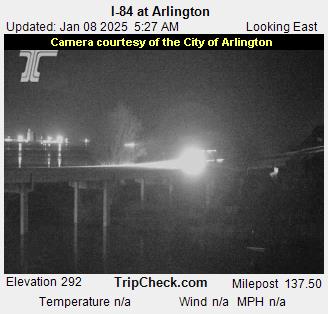 I-84 at Arlington
Updated: Jan 08 2025 5:27 AM Looking East
Camera courtesy of the City of Arlington
Elevation 292 TripCheck.com Milepost 137.50
Temperature n/a Wind n/a MPH n/a